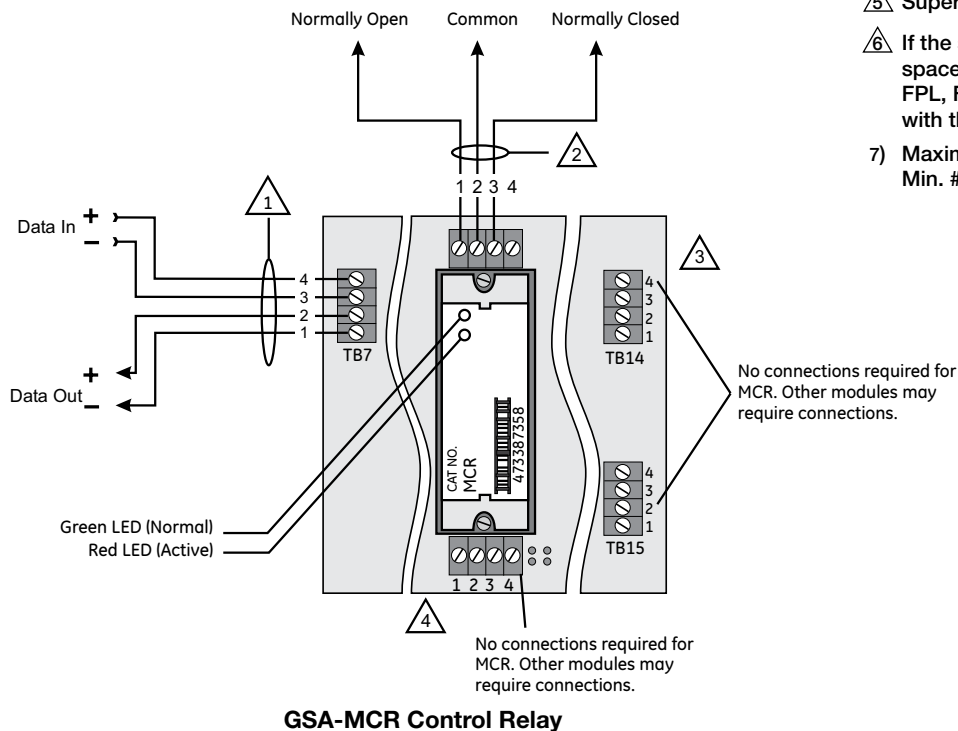 Normally Open
Common
Normally Closed
5 Super
6 If the
space
FPL, F
with th
7) Maxin
Min. #
2
1 2 3 4
1
Data In
+
–
4
3
2
1
TB7
Data Out
+
–
3
4
3
2
1
TB14
No connections required for
MCR. Other modules may
require connections.
CAT NO.
MCR
473387358
4
3
2
1
TB15
Green LED (Normal)
Red LED (Active)
1 2 3 4
4
No connections required for
MCR. Other modules may
require connections.
GSA-MCR Control Relay